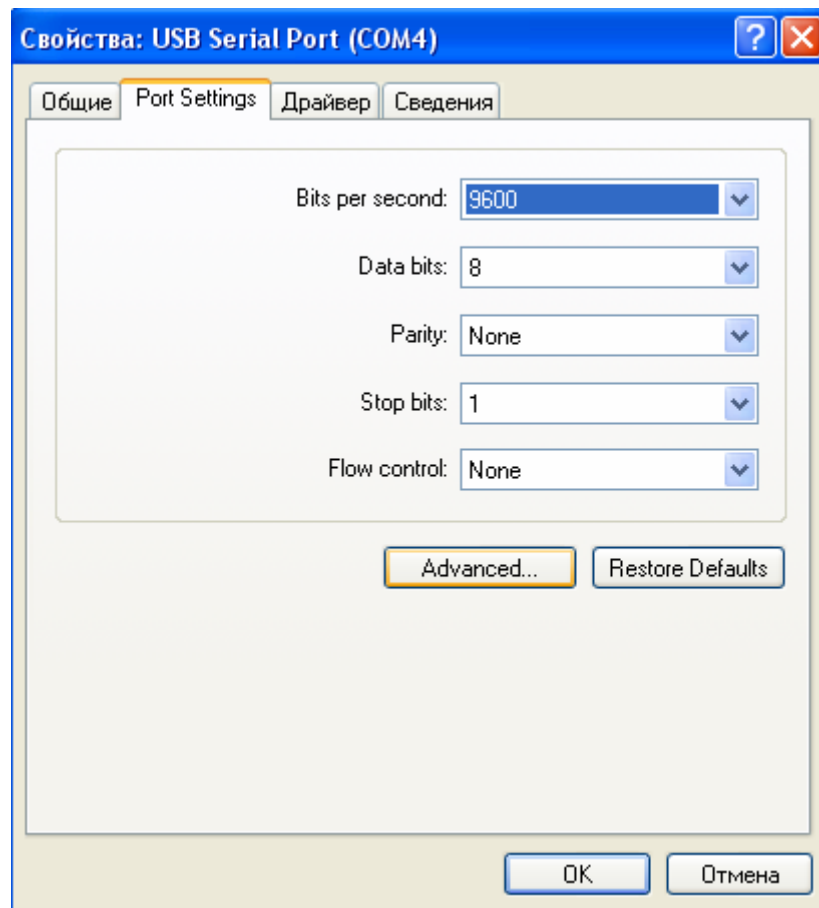 Свойства: USB Serial Port (COM4)
Общие Port Settings Драйвер Сведения
Bits per second: 9600
Data bits: 8
Parity: None
Stop bits: 1
Flow control: None
Advanced... Restore Defaults
OK Отмена